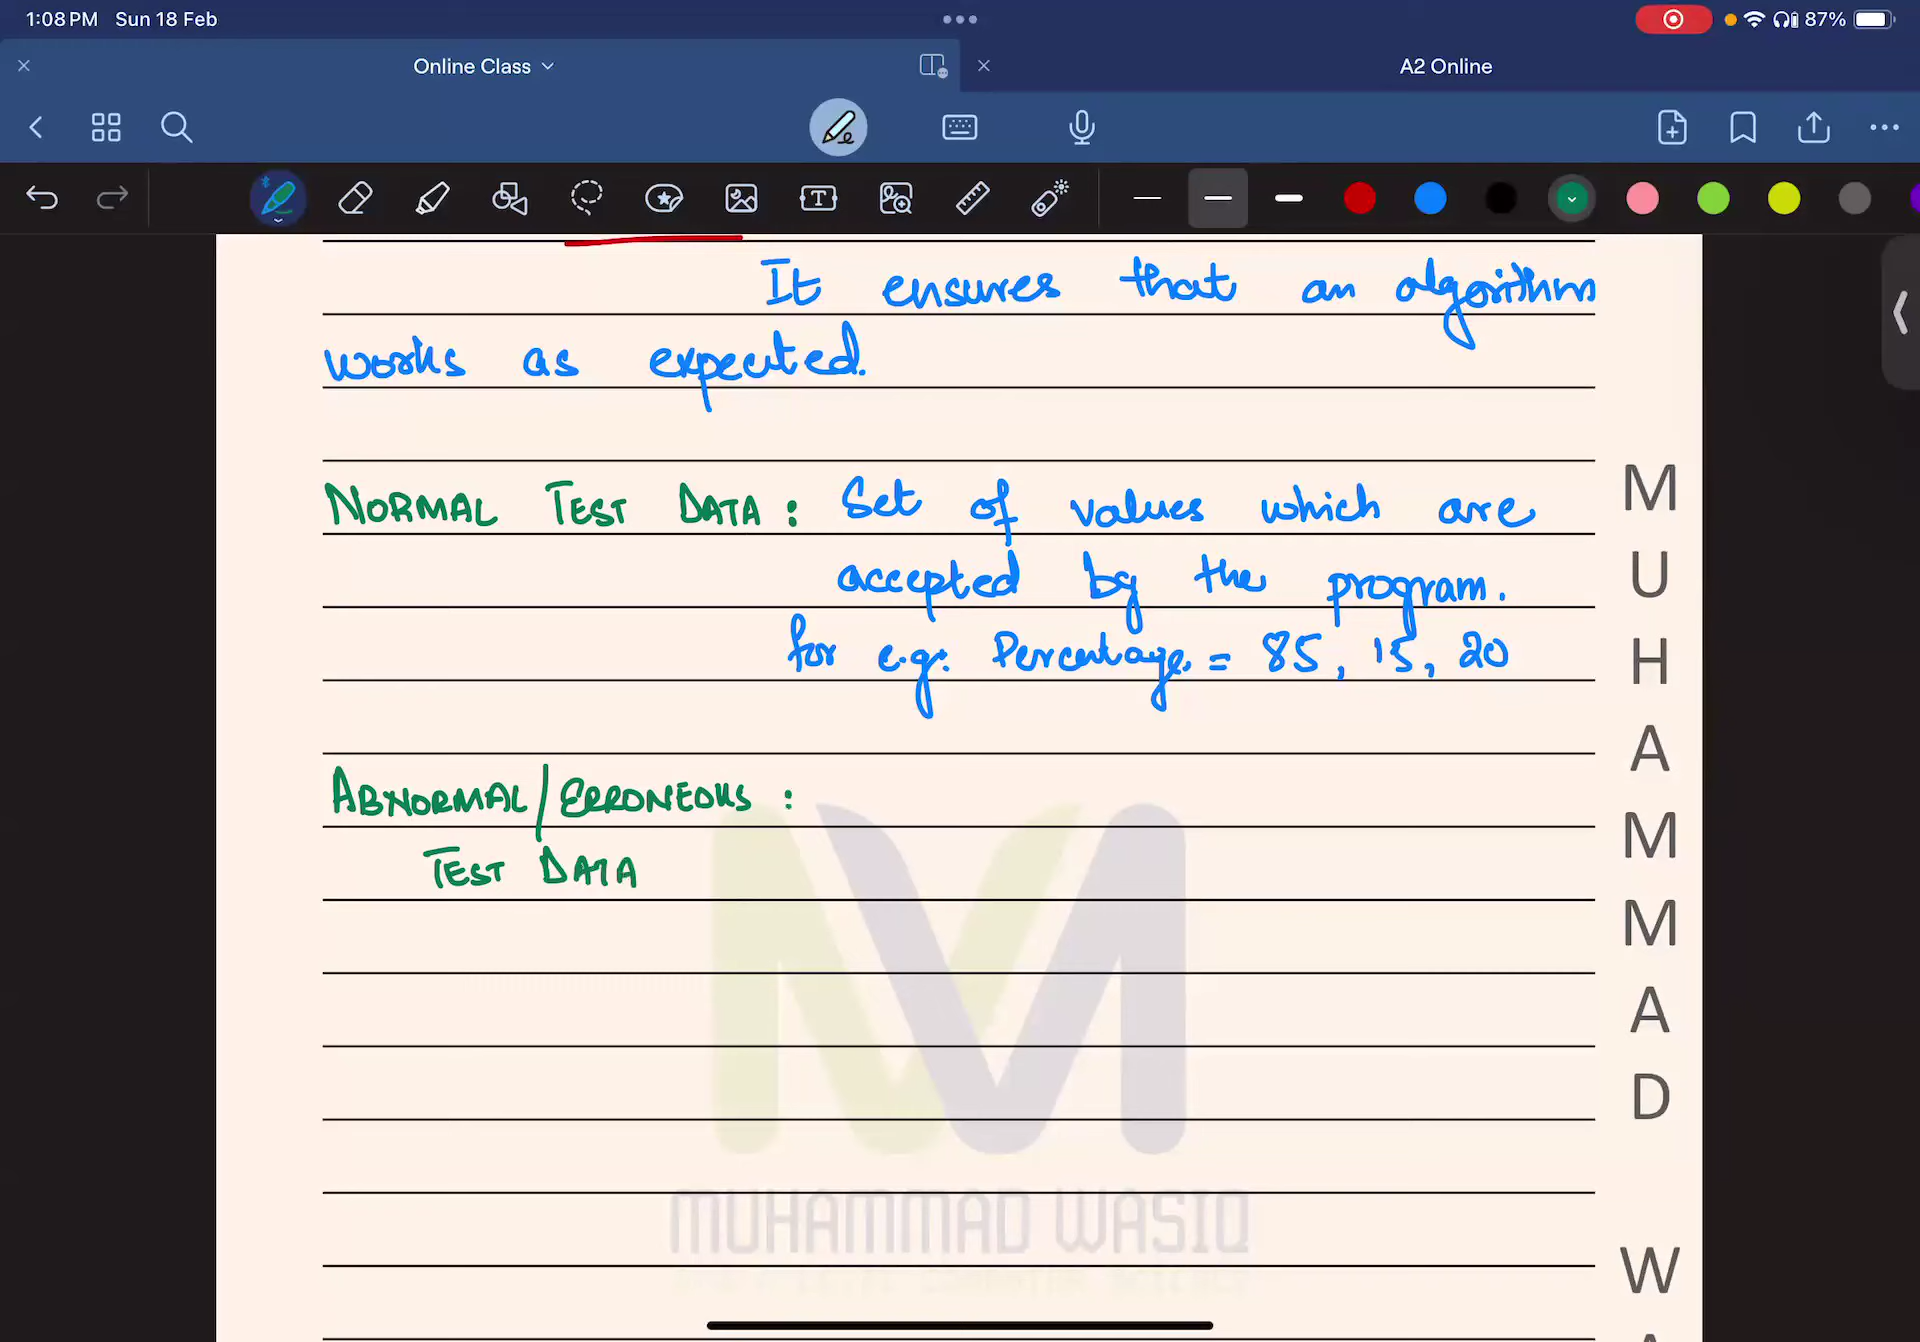 1:08 PM Sun 18 Feb
87%
Online Class
A2 Online
It ensures that an algorithm
works as expected.
NORMAL TEST DATA: Set of values which are
accepted by the program.
for e.g: Percentage = 85, 15, 20
ABNORMAL/ERRONEOUS :
TEST DATA
MUHAMMAD WASIQ
M
U
H
A
M
M
A
D
W